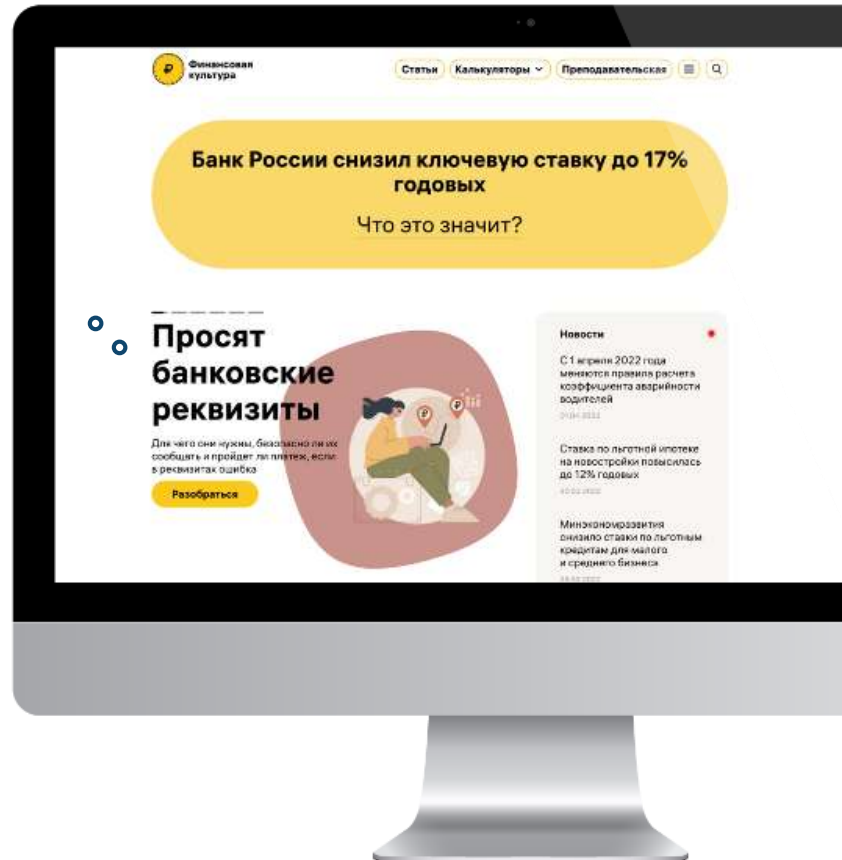 Финансовая
культура
Статьи
Калькуляторы
Преподавательская
Банк России снизил ключевую ставку до 17%
годовых
Что это значит?
Просят
банковские
реквизиты
Для чего они нужны, безопасно ли их
сообщать и пройдет ли платеж, если
в реквизитах ошибка
Разобраться
Новости
С 1 апреля 2022 года
меняются правила расчета
коэффициента аварийности
водителей
Ставка по льготной ипотеке
на новостройки повысилась
до 12% годовых
Минэкономразвития
снизило ставки по льготным
кредитам для малого
и среднего бизнеса